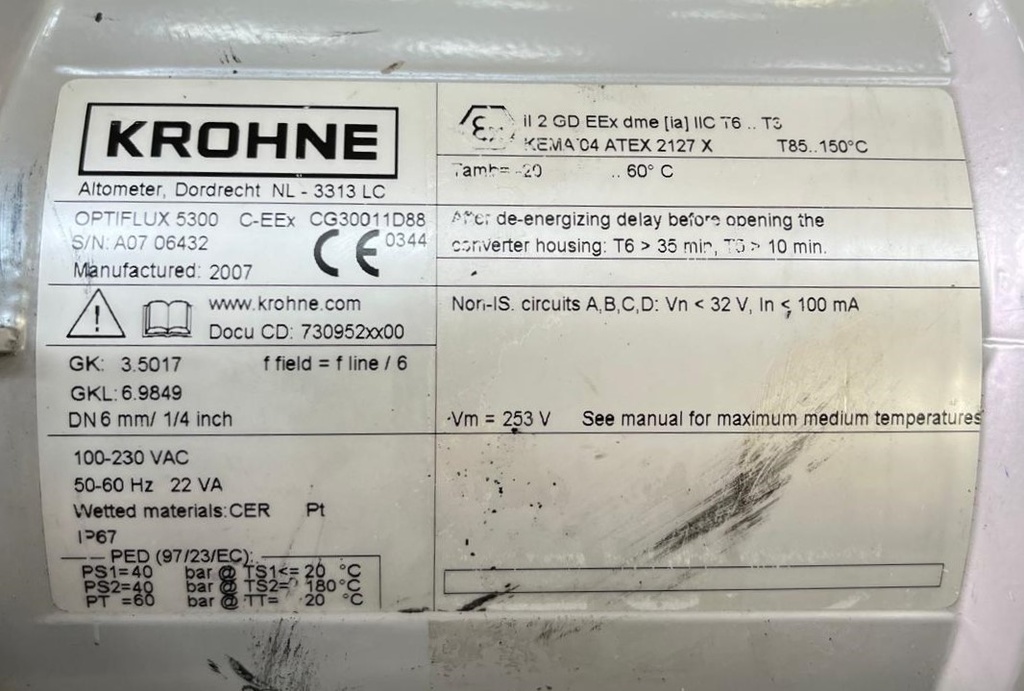 KROHNE
Altometer, Dordrecht NL - 3313 LC
OPTIFLUX 5300 C-EEx CG30011D88
S/N: A07 06432 CE 0344
Manufactured: 2007
www.krohne.com
Docu CD: 730952xx00
GK: 3.5017 f field = f line / 6
GKL: 6.9849
DN 6 mm/ 1/4 inch
100-230 VAC
50-60 Hz 22 VA
Wetted materials: CER Pt
IP67
PED (97/23/EC):
PS1=40 bar @ TS1<= 20 °C
PS2=40 bar @ TS2= 180°C
PT =60 bar @ TT= 20 °C
Ex II 2 GD EEx dme [ia] IIC T6 .. T3
KEMA 04 ATEX 2127 X T85..150°C
Tamb= -20 .. 60° C
After de-energizing delay before opening the
converter housing: T6 > 35 min, T5 > 10 min.
Non-IS. circuits A,B,C,D: Vn < 32 V, In < 100 mA
Vm = 253 V See manual for maximum medium temperatures